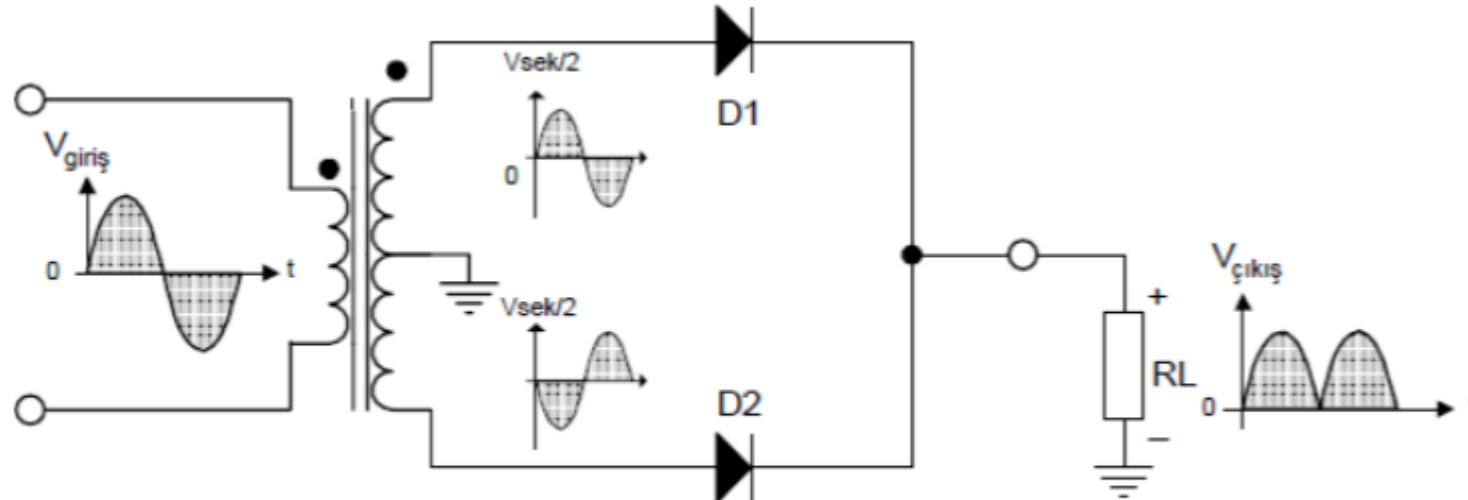 V giriş
0
t
Vsek/2
0
D1
Vsek/2
D2
+
RL
–
V çıkış
0